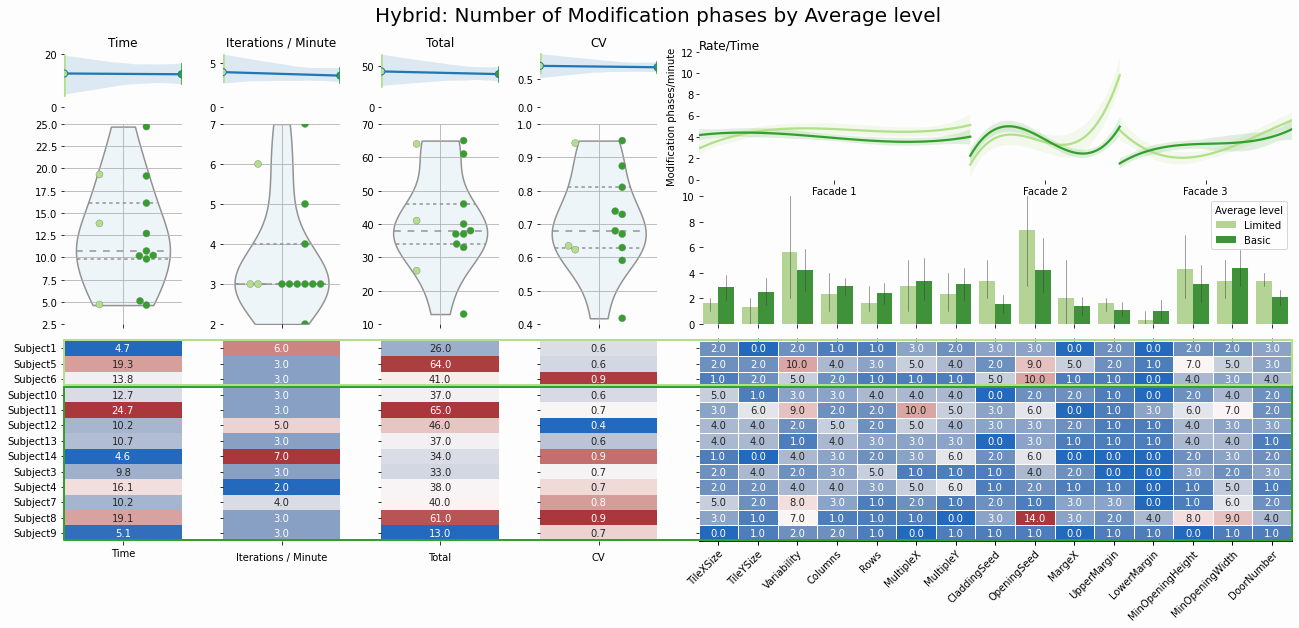 Hybrid: Number of Modification phases by Average level
Time
Iterations / Minute
Total
CV
Rate/Time
20
0
5
0
50
0
0.5
0.0
Modification phases/minute
12
10
8
6
4
2
0
Facade 1
Facade 2
Facade 3
25.0
22.5
20.0
17.5
15.0
12.5
10.0
7.5
5.0
2.5
7
6
5
4
3
2
70
60
50
40
30
20
10
1.0
0.9
0.8
0.7
0.6
0.5
0.4
10
8
6
4
2
0
Average level
Limited
Basic
Subject1 4.7 6.0 26.0 0.6 2.0 0.0 2.0 1.0 1.0 3.0 2.0 3.0 3.0 0.0 2.0 0.0 2.0 2.0 3.0
Subject5 19.3 3.0 64.0 0.6 2.0 2.0 10.0 5.0 3.0 5.0 4.0 2.0 9.0 5.0 2.0 1.0 7.0 5.0 3.0
Subject6 13.8 3.0 41.0 0.9 1.0 2.0 5.0 2.0 1.0 1.0 1.0 5.0 10.0 1.0 1.0 0.0 4.0 3.0 4.0
Subject10 12.7 3.0 37.0 0.6 5.0 1.0 3.0 3.0 4.0 4.0 4.0 0.0 2.0 2.0 1.0 0.0 2.0 4.0 2.0
Subject11 24.7 3.0 65.0 0.7 3.0 6.0 9.0 2.0 3.0 10.0 5.0 3.0 6.0 0.0 1.0 3.0 6.0 7.0 2.0
Subject12 10.2 5.0 46.0 0.4 4.0 4.0 2.0 5.0 2.0 5.0 4.0 2.0 3.0 2.0 1.0 1.0 4.0 3.0 3.0
Subject13 10.7 3.0 37.0 0.6 4.0 4.0 1.0 4.0 3.0 3.0 3.0 0.0 3.0 1.0 1.0 1.0 4.0 4.0 1.0
Subject14 4.6 7.0 34.0 0.9 1.0 0.0 4.0 3.0 2.0 3.0 6.0 2.0 6.0 0.0 0.0 0.0 2.0 3.0 2.0
Subject3 9.8 3.0 33.0 0.7 2.0 4.0 2.0 3.0 5.0 1.0 1.0 1.0 4.0 2.0 0.0 0.0 2.0 3.0 3.0
Subject4 16.1 2.0 38.0 0.7 2.0 2.0 4.0 4.0 3.0 5.0 6.0 2.0 1.0 1.0 1.0 0.0 1.0 5.0 1.0
Subject7 10.2 4.0 40.0 0.8 5.0 2.0 8.0 3.0 1.0 2.0 1.0 2.0 1.0 3.0 3.0 0.0 1.0 6.0 2.0
Subject8 19.1 3.0 61.0 0.9 3.0 1.0 7.0 1.0 1.0 1.0 0.0 3.0 14.0 3.0 2.0 4.0 8.0 9.0 4.0
Subject9 5.1 3.0 13.0 0.7 0.0 1.0 2.0 1.0 1.0 0.0 1.0 1.0 1.0 0.0 1.0 1.0 0.0 1.0 2.0
Time
Iterations / Minute
Total
CV
TileXSize
TileYSize
Variability
Columns
Rows
MultipleX
MultipleY
CladdingSeed
OpeningSeed
MargeX
UpperMargin
LowerMargin
MinOpeningHeight
MinOpeningWidth
DoorNumber